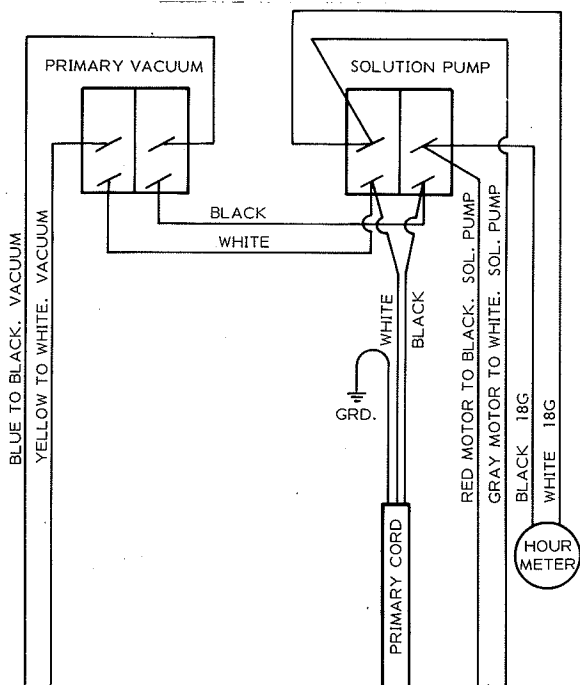 PRIMARY VACUUM
SOLUTION PUMP
BLACK
WHITE
BLUE TO BLACK. VACUUM
YELLOW TO WHITE. VACUUM
WHITE
BLACK
GRD.
RED MOTOR TO BLACK. SOL. PUMP
GRAY MOTOR TO WHITE. SOL. PUMP
BLACK 18G
WHITE 18G
HOUR
METER
PRIMARY CORD